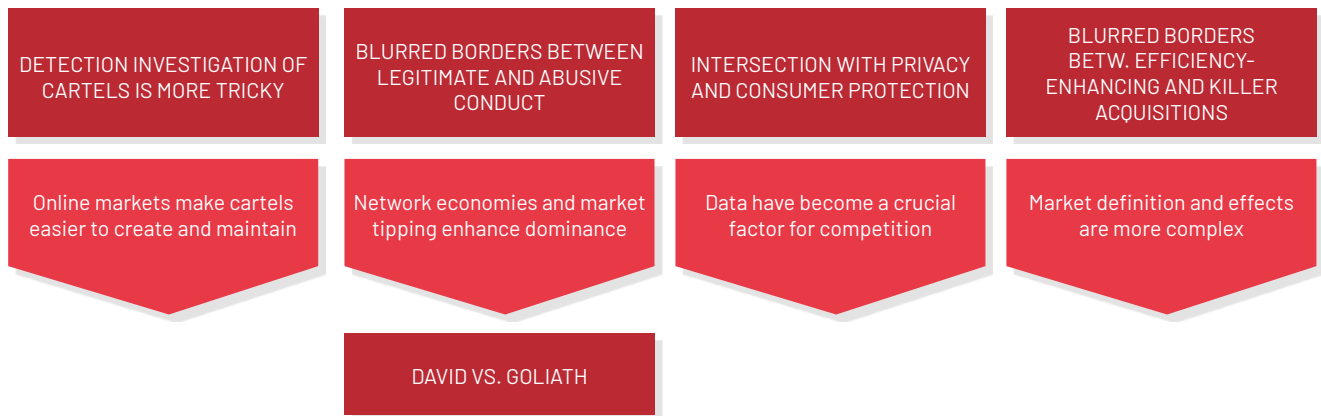 DETECTION INVESTIGATION OF
CARTELS IS MORE TRICKY
BLURRED BORDERS BETWEEN
LEGITIMATE AND ABUSIVE
CONDUCT
INTERSECTION WITH PRIVACY
AND CONSUMER PROTECTION
BLURRED BORDERS
BETW. EFFICIENCY-
ENHANCING AND KILLER
ACQUISITIONS
Online markets make cartels
easier to create and maintain
Network economies and market
tipping enhance dominance
Data have become a crucial
factor for competition
Market definition and effects
are more complex
DAVID VS. GOLIATH